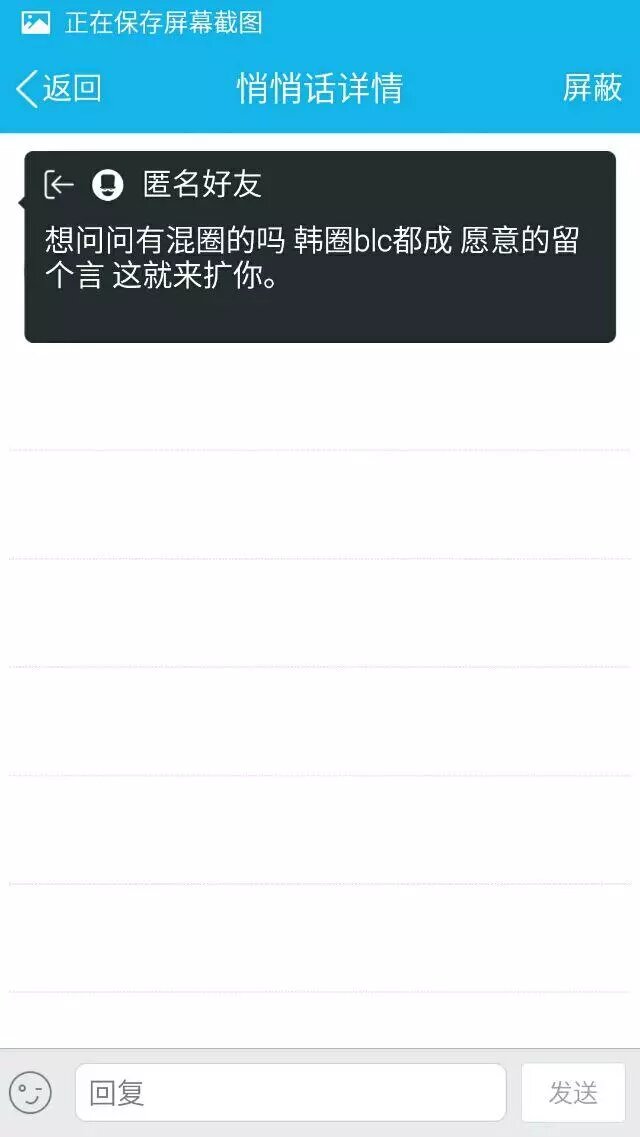 正在保存屏幕截图
返回 悄悄话详情 屏蔽
匿名好友
想问问有混圈的吗 韩圈blc都成 愿意的留
个言 这就来扩你。
回复 发送